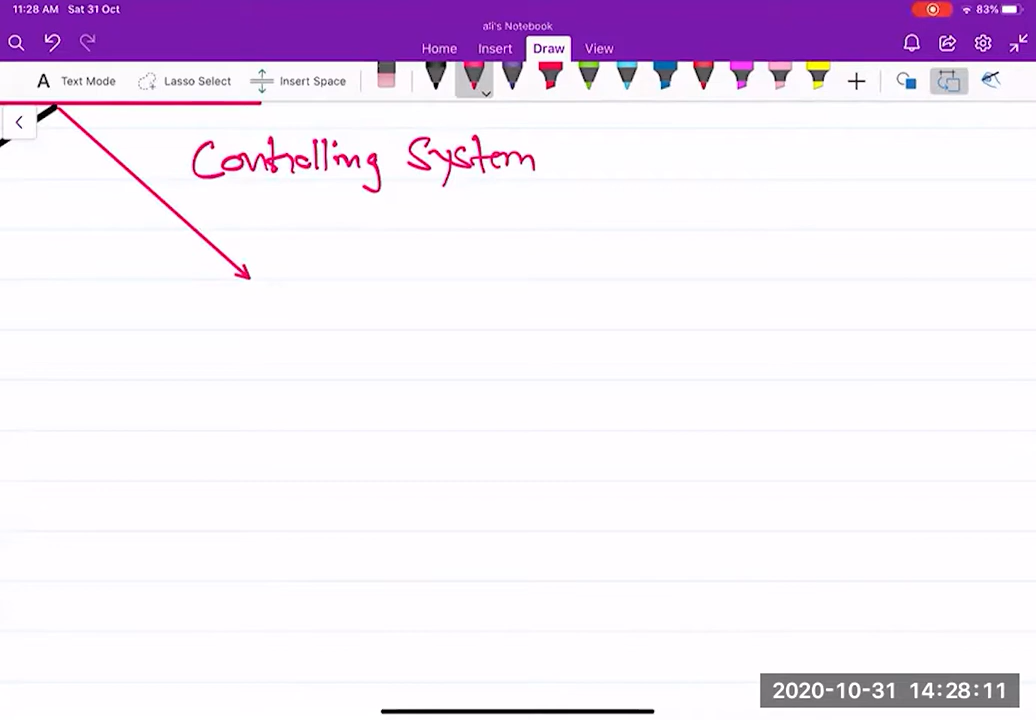 11:28 AM Sat 31 Oct
83%
ali's Notebook
Home Insert Draw View
A Text Mode Lasso Select Insert Space
Controlling System
2020-10-31 14:28:11